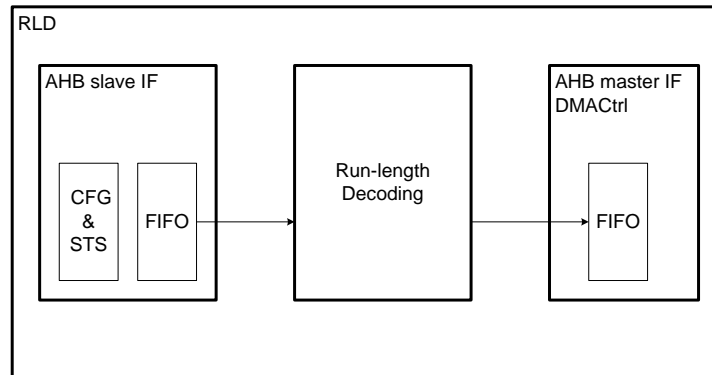 RLD
AHB slave IF
CFG
&
STS
FIFO
Run-length
Decoding
AHB master IF
DMACtrl
FIFO